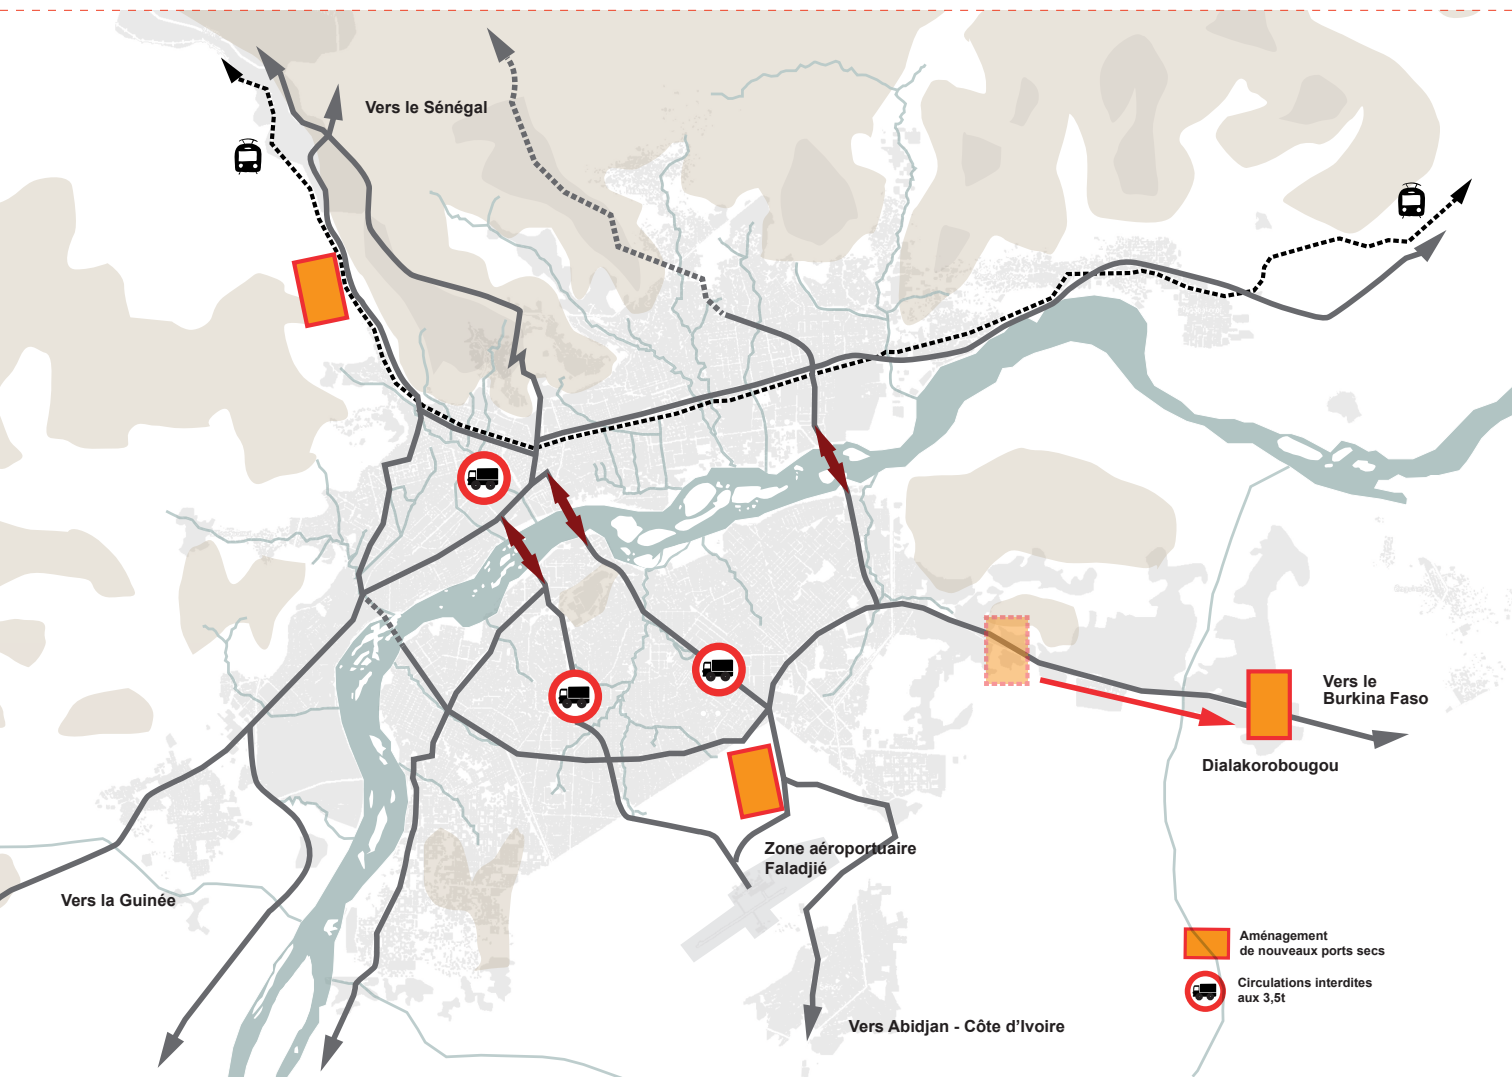 Vers le Sénégal
Vers le
Burkina Faso
Dialakorobougou
Zone aéroportuaire
Faladjié
Vers la Guinée
Aménagement
de nouveaux ports secs
Circulations interdites
aux 3,5t
Vers Abidjan - Côte d'Ivoire